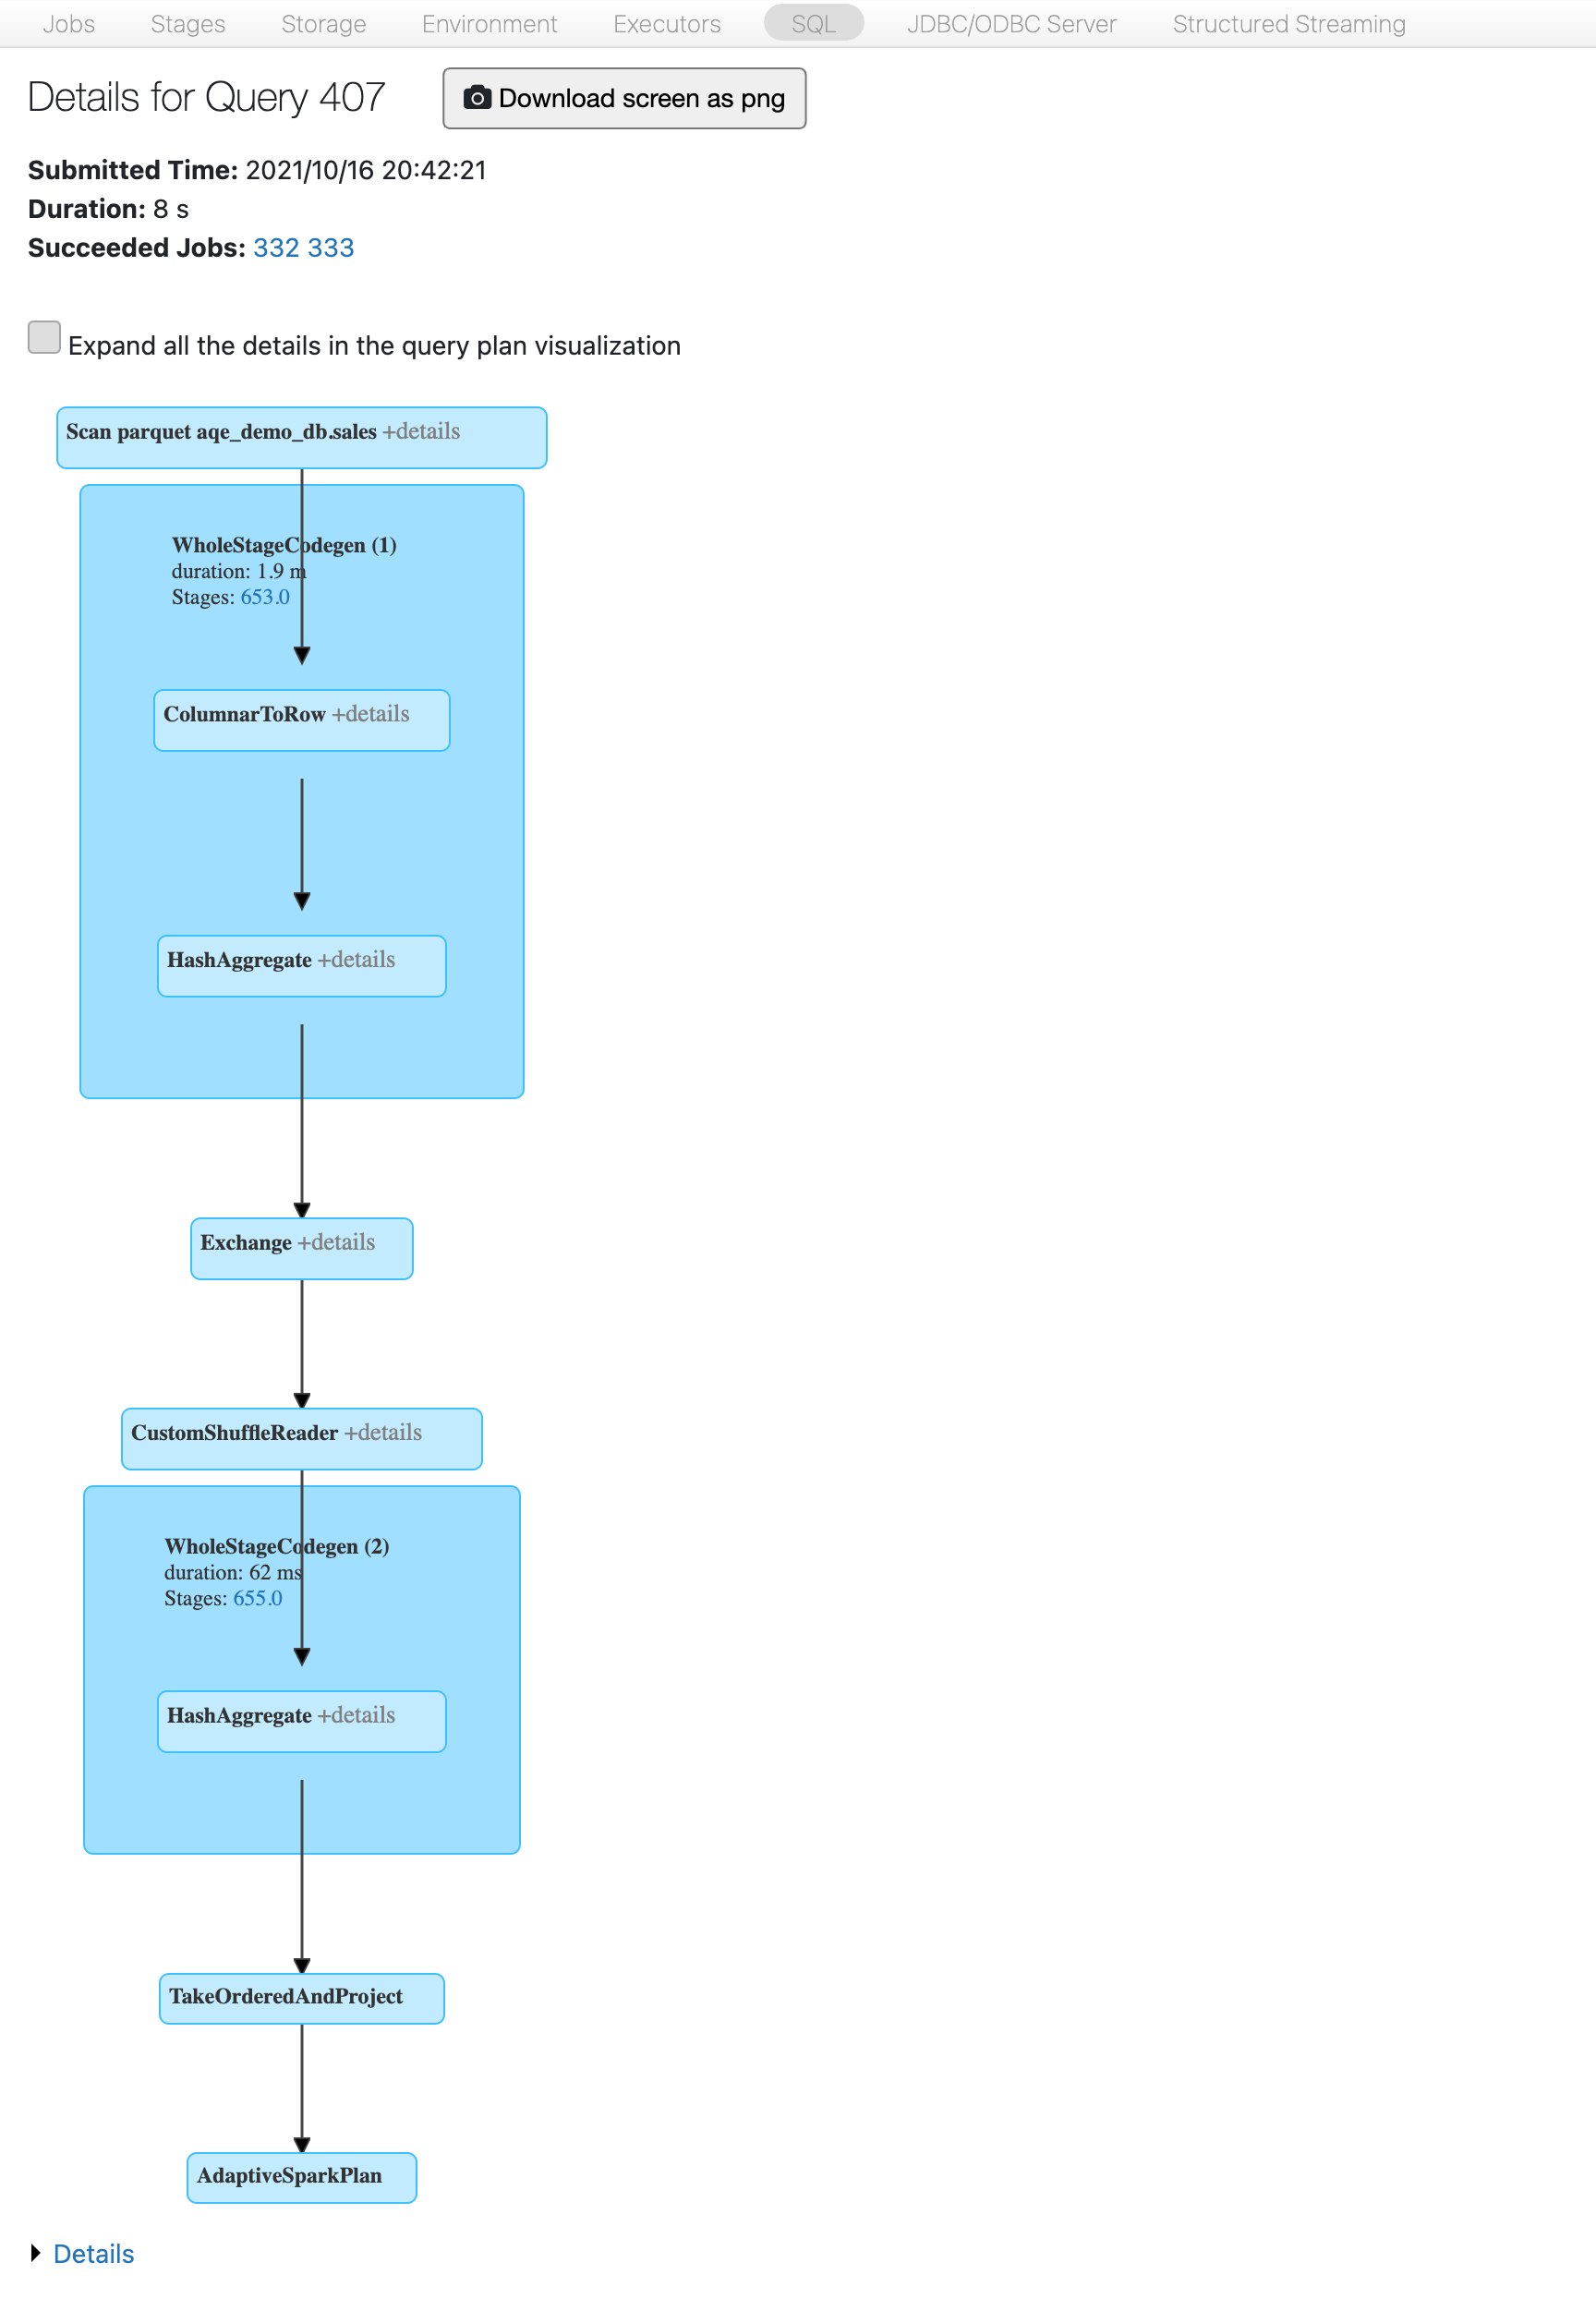 Jobs Stages Storage Environment Executors SQL JDBC/ODBC Server Structured Streaming
Details for Query 407
Download screen as png
Submitted Time: 2021/10/16 20:42:21
Duration: 8 s
Succeeded Jobs: 332 333
Expand all the details in the query plan visualization
Scan parquet aqe_demo_db.sales +details
WholeStageCodegen (1)
duration: 1.9 m
Stages: 653.0
ColumnarToRow +details
HashAggregate +details
Exchange +details
CustomShuffleReader +details
WholeStageCodegen (2)
duration: 62 ms
Stages: 655.0
HashAggregate +details
TakeOrderedAndProject
AdaptiveSparkPlan
Details